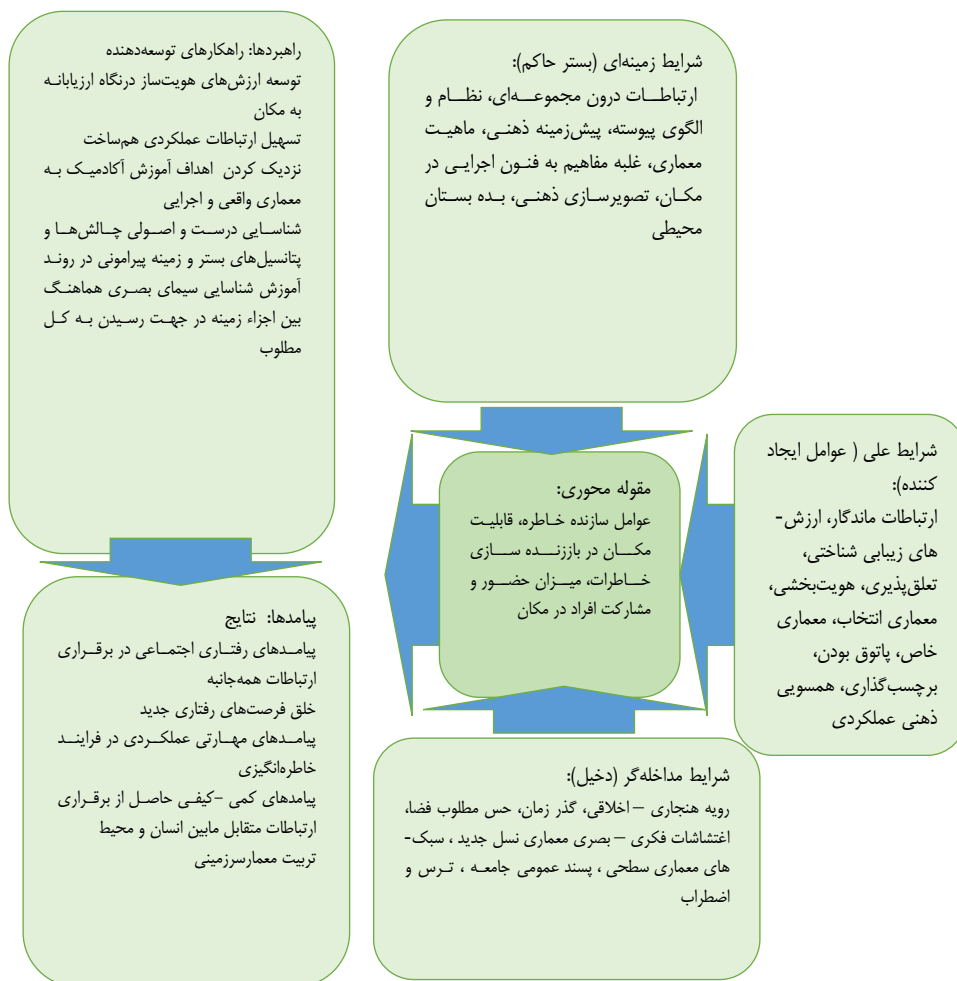 شرایط زمینه‌ای (بستر حاکم):
ارتباطات درون مجموعه‌ای، نظام و
الگوی پیوسته، پیش‌زمینه ذهنی، ماهیت
معماری، غلبه مفاهیم به فنون اجرایی در
مکان، تصویرسازی ذهنی، بده بستان
محیطی
راهبردها: راهکارهای توسعه‌دهنده
توسعه ارزش‌های هویت‌ساز درنگاه ارزیابانه
به مکان
تسهیل ارتباطات عملکردی هم‌ساخت
نزدیک کردن اهداف آموزش آکادمیک به
معماری واقعی و اجرایی
شناسایی درست و اصولی چالش‌ها و
پتانسیل‌های بستر و زمینه پیرامونی در روند
آموزش شناسایی سیمای بصری هماهنگ
بین اجزاء زمینه در جهت رسیدن به کل
مطلوب
شرایط علی ( عوامل ایجاد
کننده):
ارتباطات ماندگار، ارزش-
های زیبایی شناختی،
تعلق‌پذیری، هویت‌بخشی،
معماری انتخاب، معماری
خاص، پاتوق بودن،
برچسب‌گذاری، همسویی
ذهنی عملکردی
مقوله محوری:
عوامل سازنده خاطره، قابلیت
مکان در باززنده سازی
خاطرات، میزان حضور و
مشارکت افراد در مکان
پیامدها: نتایج
پیامدهای رفتاری اجتماعی در برقراری
ارتباطات همه‌جانبه
خلق فرصت‌های رفتاری جدید
پیامدهای مهارتی عملکردی در فرایند
خاطره‌انگیزی
پیامدهای کمی –کیفی حاصل از برقراری
ارتباطات متقابل مابین انسان و محیط
تربیت معمارسرزمینی
شرایط مداخله‌گر (دخیل):
رویه هنجاری – اخلاقی، گذر زمان، حس مطلوب فضا،
اغتشاشات فکری – بصری معماری نسل جدید ، سبک-
های معماری سطحی ، پسند عمومی جامعه ، ترس و
اضطراب